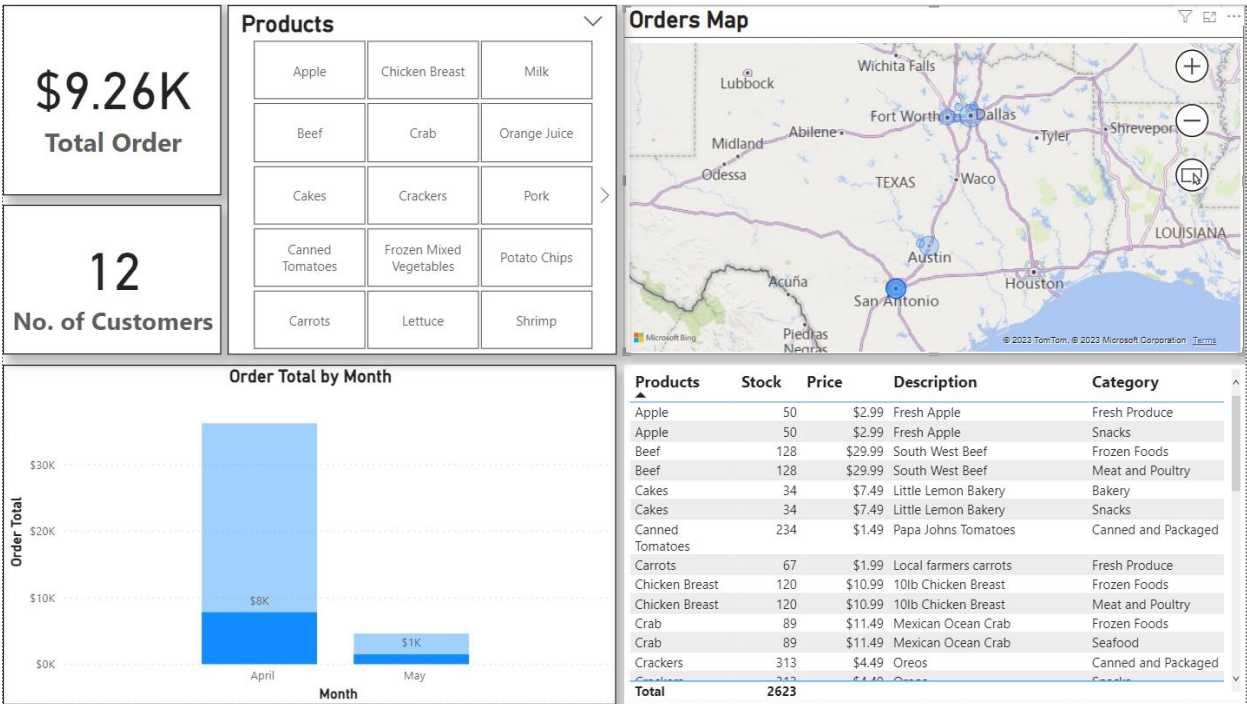 $9.26K
Total Order
12
No. of Customers
Products
Apple
Chicken Breast
Milk
Beef
Crab
Orange Juice
Cakes
Crackers
Pork
Canned
Tomatoes
Frozen Mixed
Vegetables
Potato Chips
Carrots
Lettuce
Shrimp
Orders Map
Wichita Falls
Lubbock
Fort Worth
Dallas
Abilene
Tyler
Shrevepor
Midland
Odessa
TEXAS
Waco
LOUISIANA
Austin
Acuña
Houston
San Antonio
Piedras
Negras
Microsoft Bing
© 2023 TomTom, © 2023 Microsoft Corporation Terms
Order Total by Month
Order Total
$30K
$20K
$10K
$0K
$8K
$1K
April
May
Month
Products Stock Price Description Category
Apple 50 $2.99 Fresh Apple Fresh Produce
Apple 50 $2.99 Fresh Apple Snacks
Beef 128 $29.99 South West Beef Frozen Foods
Beef 128 $29.99 South West Beef Meat and Poultry
Cakes 34 $7.49 Little Lemon Bakery Bakery
Cakes 34 $7.49 Little Lemon Bakery Snacks
Canned 234 $1.49 Papa Johns Tomatoes Canned and Packaged
Tomatoes
Carrots 67 $1.99 Local farmers carrots Fresh Produce
Chicken Breast 120 $10.99 10lb Chicken Breast Frozen Foods
Chicken Breast 120 $10.99 10lb Chicken Breast Meat and Poultry
Crab 89 $11.49 Mexican Ocean Crab Frozen Foods
Crab 89 $11.49 Mexican Ocean Crab Seafood
Crackers 313 $4.49 Oreos Canned and Packaged
Total 2623